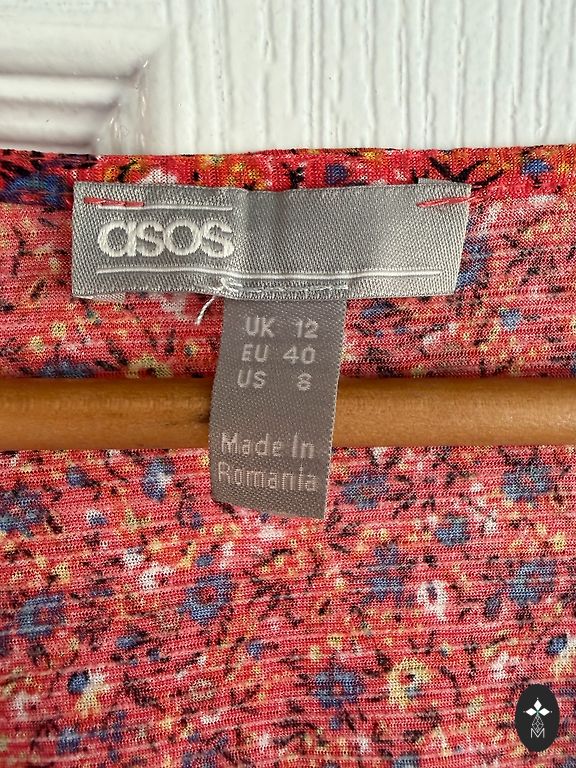 asos
UK 12
EU 40
US 8
Made In
Romania
M